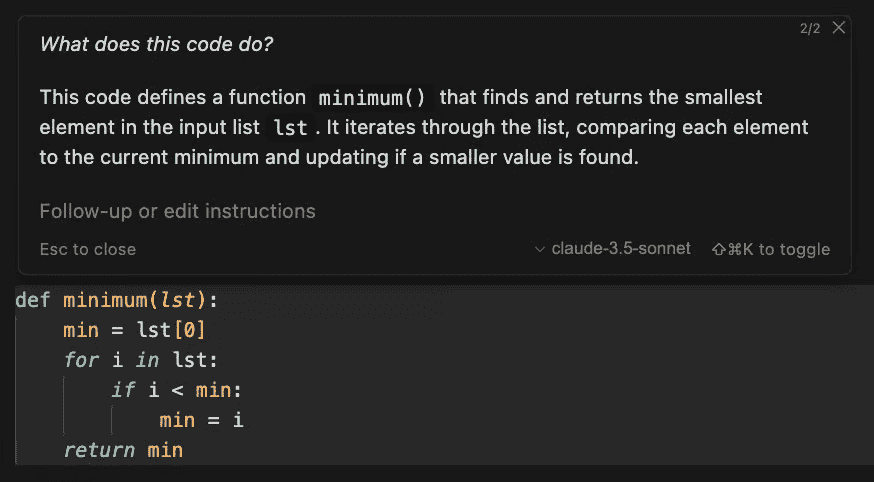 2/2 ×
What does this code do?
This code defines a function minimum() that finds and returns the smallest
element in the input list lst. It iterates through the list, comparing each element
to the current minimum and updating if a smaller value is found.
Follow-up or edit instructions
Esc to close claude-3.5-sonnet ⇧⌘K to toggle
def minimum(lst):
    min = lst[0]
    for i in lst:
        if i < min:
            min = i
    return min